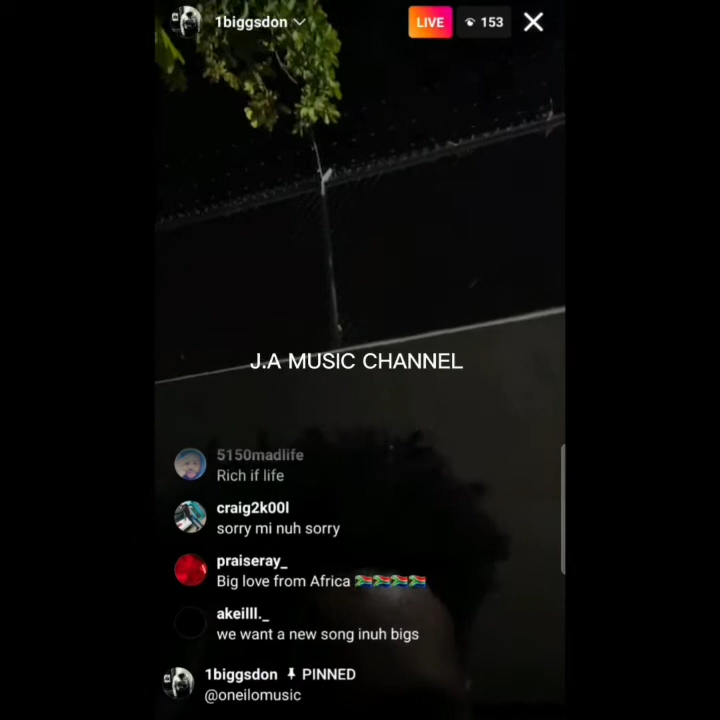 1biggsdon
LIVE
153
J.A MUSIC CHANNEL
5150madlife
Rich if life
craig2k00l
sorry mi nuh sorry
praiseray_
Big love from Africa 🇿🇦🇿🇦🇿🇦🇿🇦
akeilll._
we want a new song inuh bigs
1biggsdon PINNED
@oneilomusic